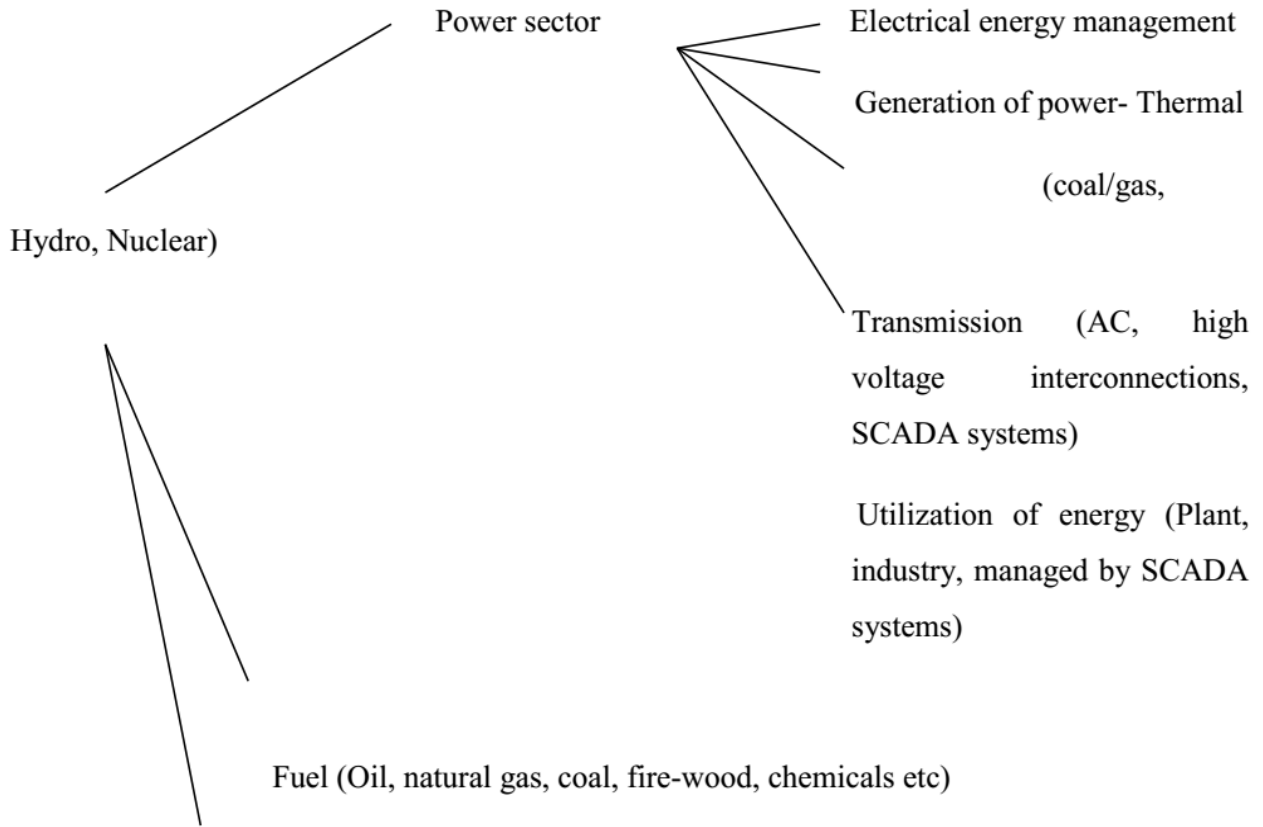 Power sector
Electrical energy management
Generation of power- Thermal
(coal/gas,
Hydro, Nuclear)
Transmission (AC, high
voltage interconnections,
SCADA systems)
Utilization of energy (Plant,
industry, managed by SCADA
systems)
Fuel (Oil, natural gas, coal, fire-wood, chemicals etc)